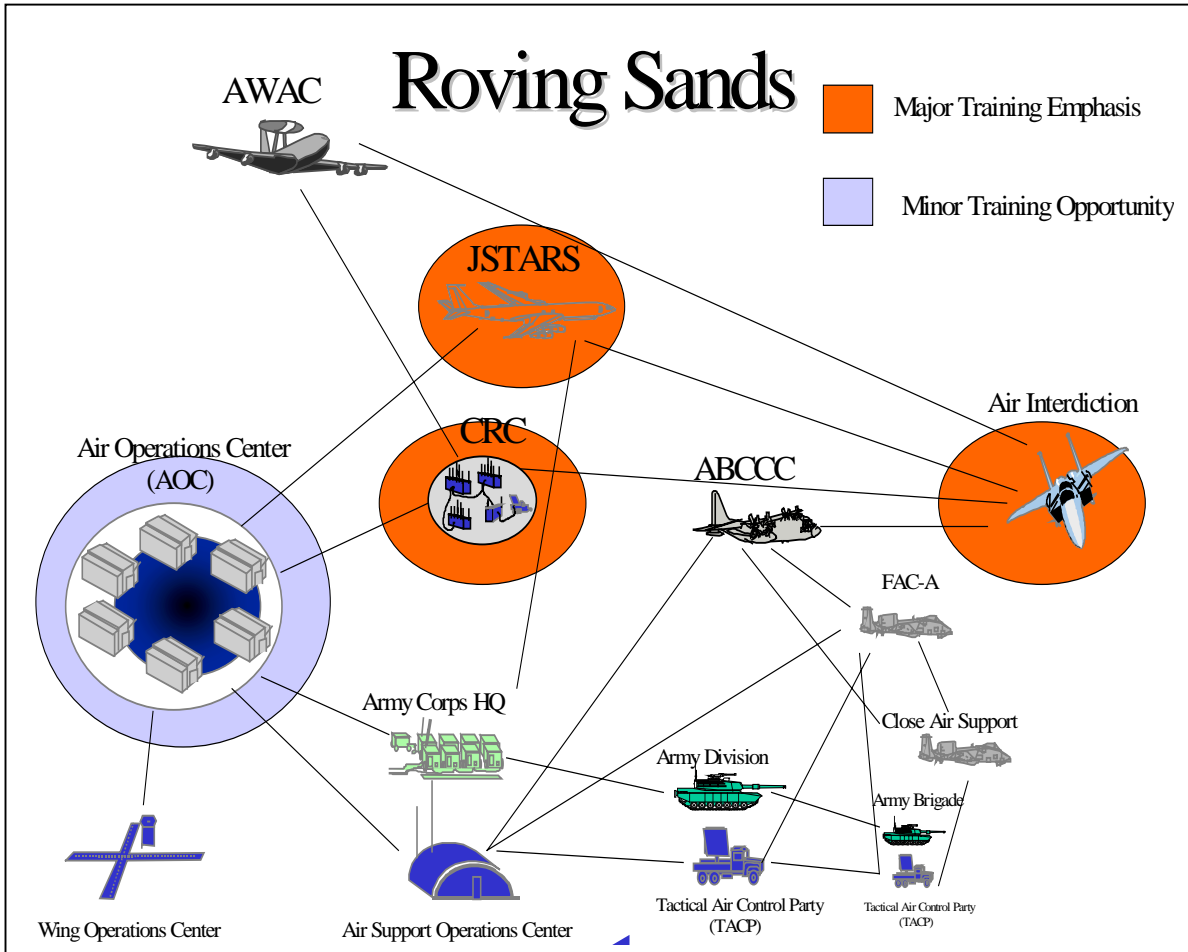 Roving Sands
AWAC
Major Training Emphasis
Minor Training Opportunity
JSTARS
Air Interdiction
CRC
Air Operations Center
(AOC)
ABCCC
FAC-A
Army Corps HQ
Close Air Support
Army Division
Army Brigade
Wing Operations Center
Air Support Operations Center
Tactical Air Control Party
(TACP)
Tactical Air Control Party
(TACP)